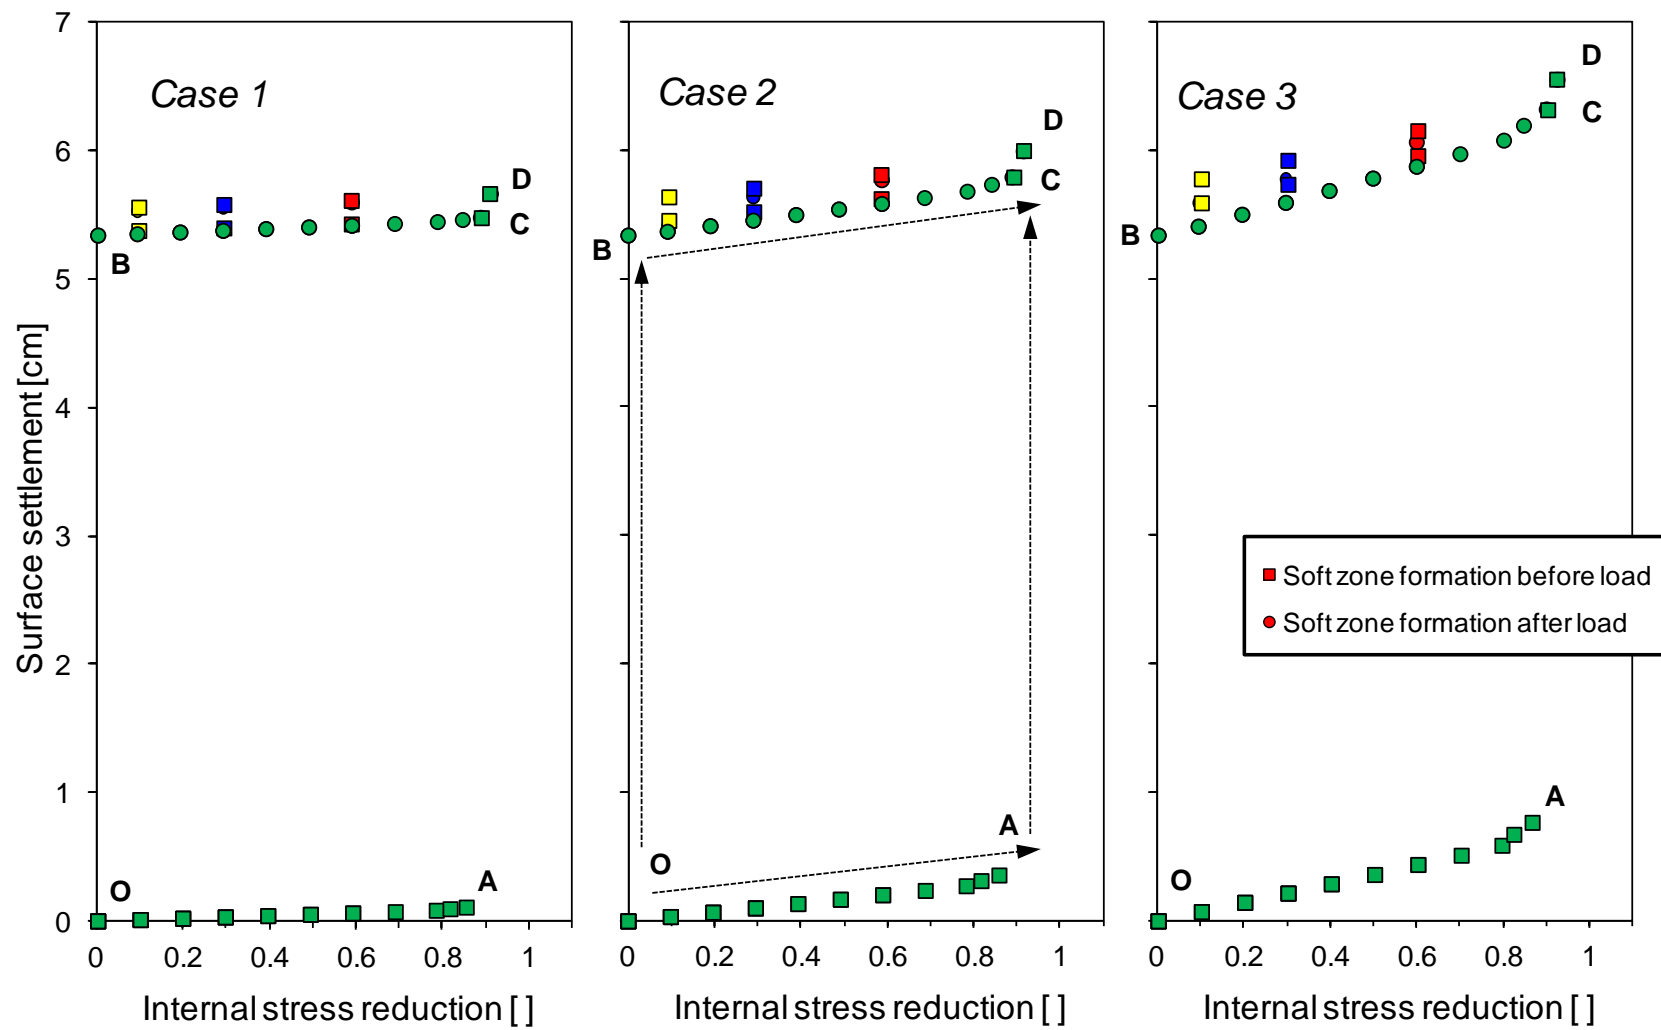 Surface settlement [cm]
7
6
5
4
3
2
1
0
Case 1
D
C
B
O
A
0 0.2 0.4 0.6 0.8 1
Internal stress reduction [ ]
Case 2
D
C
B
A
O
0 0.2 0.4 0.6 0.8 1
Internal stress reduction [ ]
Case 3
D
C
B
Soft zone formation before load
Soft zone formation after load
A
O
0 0.2 0.4 0.6 0.8 1
Internal stress reduction [ ]